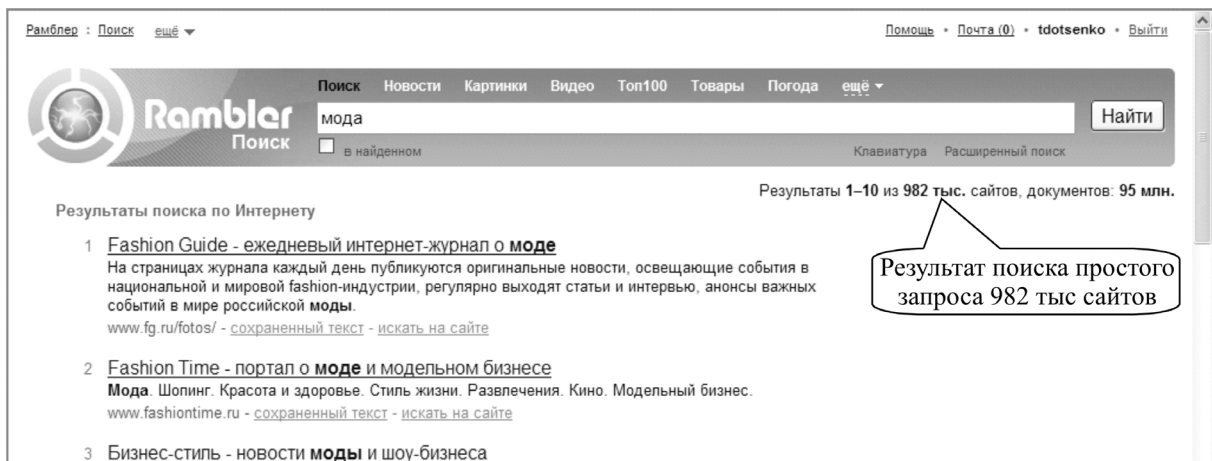 Рамблер : Поиск ещё
Помощь • Почта (0) • tdotsenko • Выйти
Rambler
Поиск
Поиск Новости Картинки Видео Топ100 Товары Погода ещё
мода
Найти
в найденном
Клавиатура Расширенный поиск
Результаты 1–10 из 982 тыс. сайтов, документов: 95 млн.
Результаты поиска по Интернету
Результат поиска простого
запроса 982 тыс сайтов
1 Fashion Guide - ежедневый интернет-журнал о моде
На страницах журнала каждый день публикуются оригинальные новости, освещающие события в
национальной и мировой fashion-индустрии, регулярно выходят статьи и интервью, анонсы важных
событий в мире российской моды.
www.fg.ru/fotos/ - сохраненный текст - искать на сайте
2 Fashion Time - портал о моде и модельном бизнесе
Мода. Шопинг. Красота и здоровье. Стиль жизни. Развлечения. Кино. Модельный бизнес.
www.fashiontime.ru - сохраненный текст - искать на сайте
3 Бизнес-стиль - новости моды и шоу-бизнеса